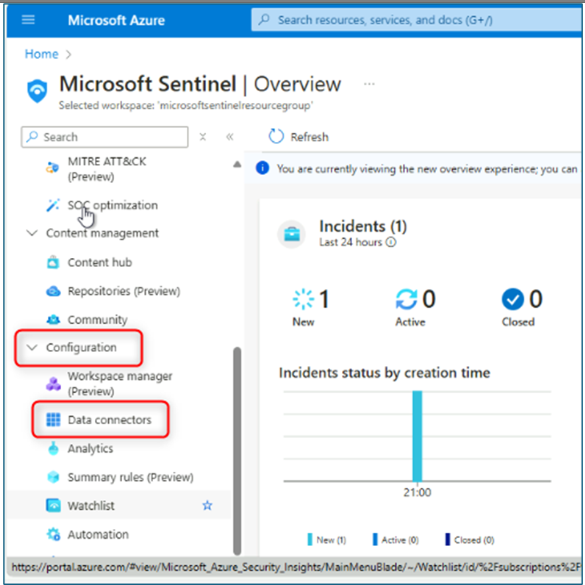 Microsoft Azure
Search resources, services, and docs (G+/)
Home >
Microsoft Sentinel | Overview ...
Selected workspace: 'microsoftsentinelresourcegroup'
Search
Refresh
MITRE ATT&CK
(Preview)
SOC optimization
Content management
Content hub
Repositories (Preview)
Community
Configuration
Workspace manager
(Preview)
Data connectors
Analytics
Summary rules (Preview)
Watchlist
Automation
You are currently viewing the new overview experience; you can
Incidents (1)
Last 24 hours
1
New
0
Active
0
Closed
Incidents status by creation time
21:00
New (1)
Active (0)
Closed (0)
https://portal.azure.com/#view/Microsoft_Azure_Security_Insights/MainMenuBlade/~/Watchlist/id/%2Fsubscriptions%2F